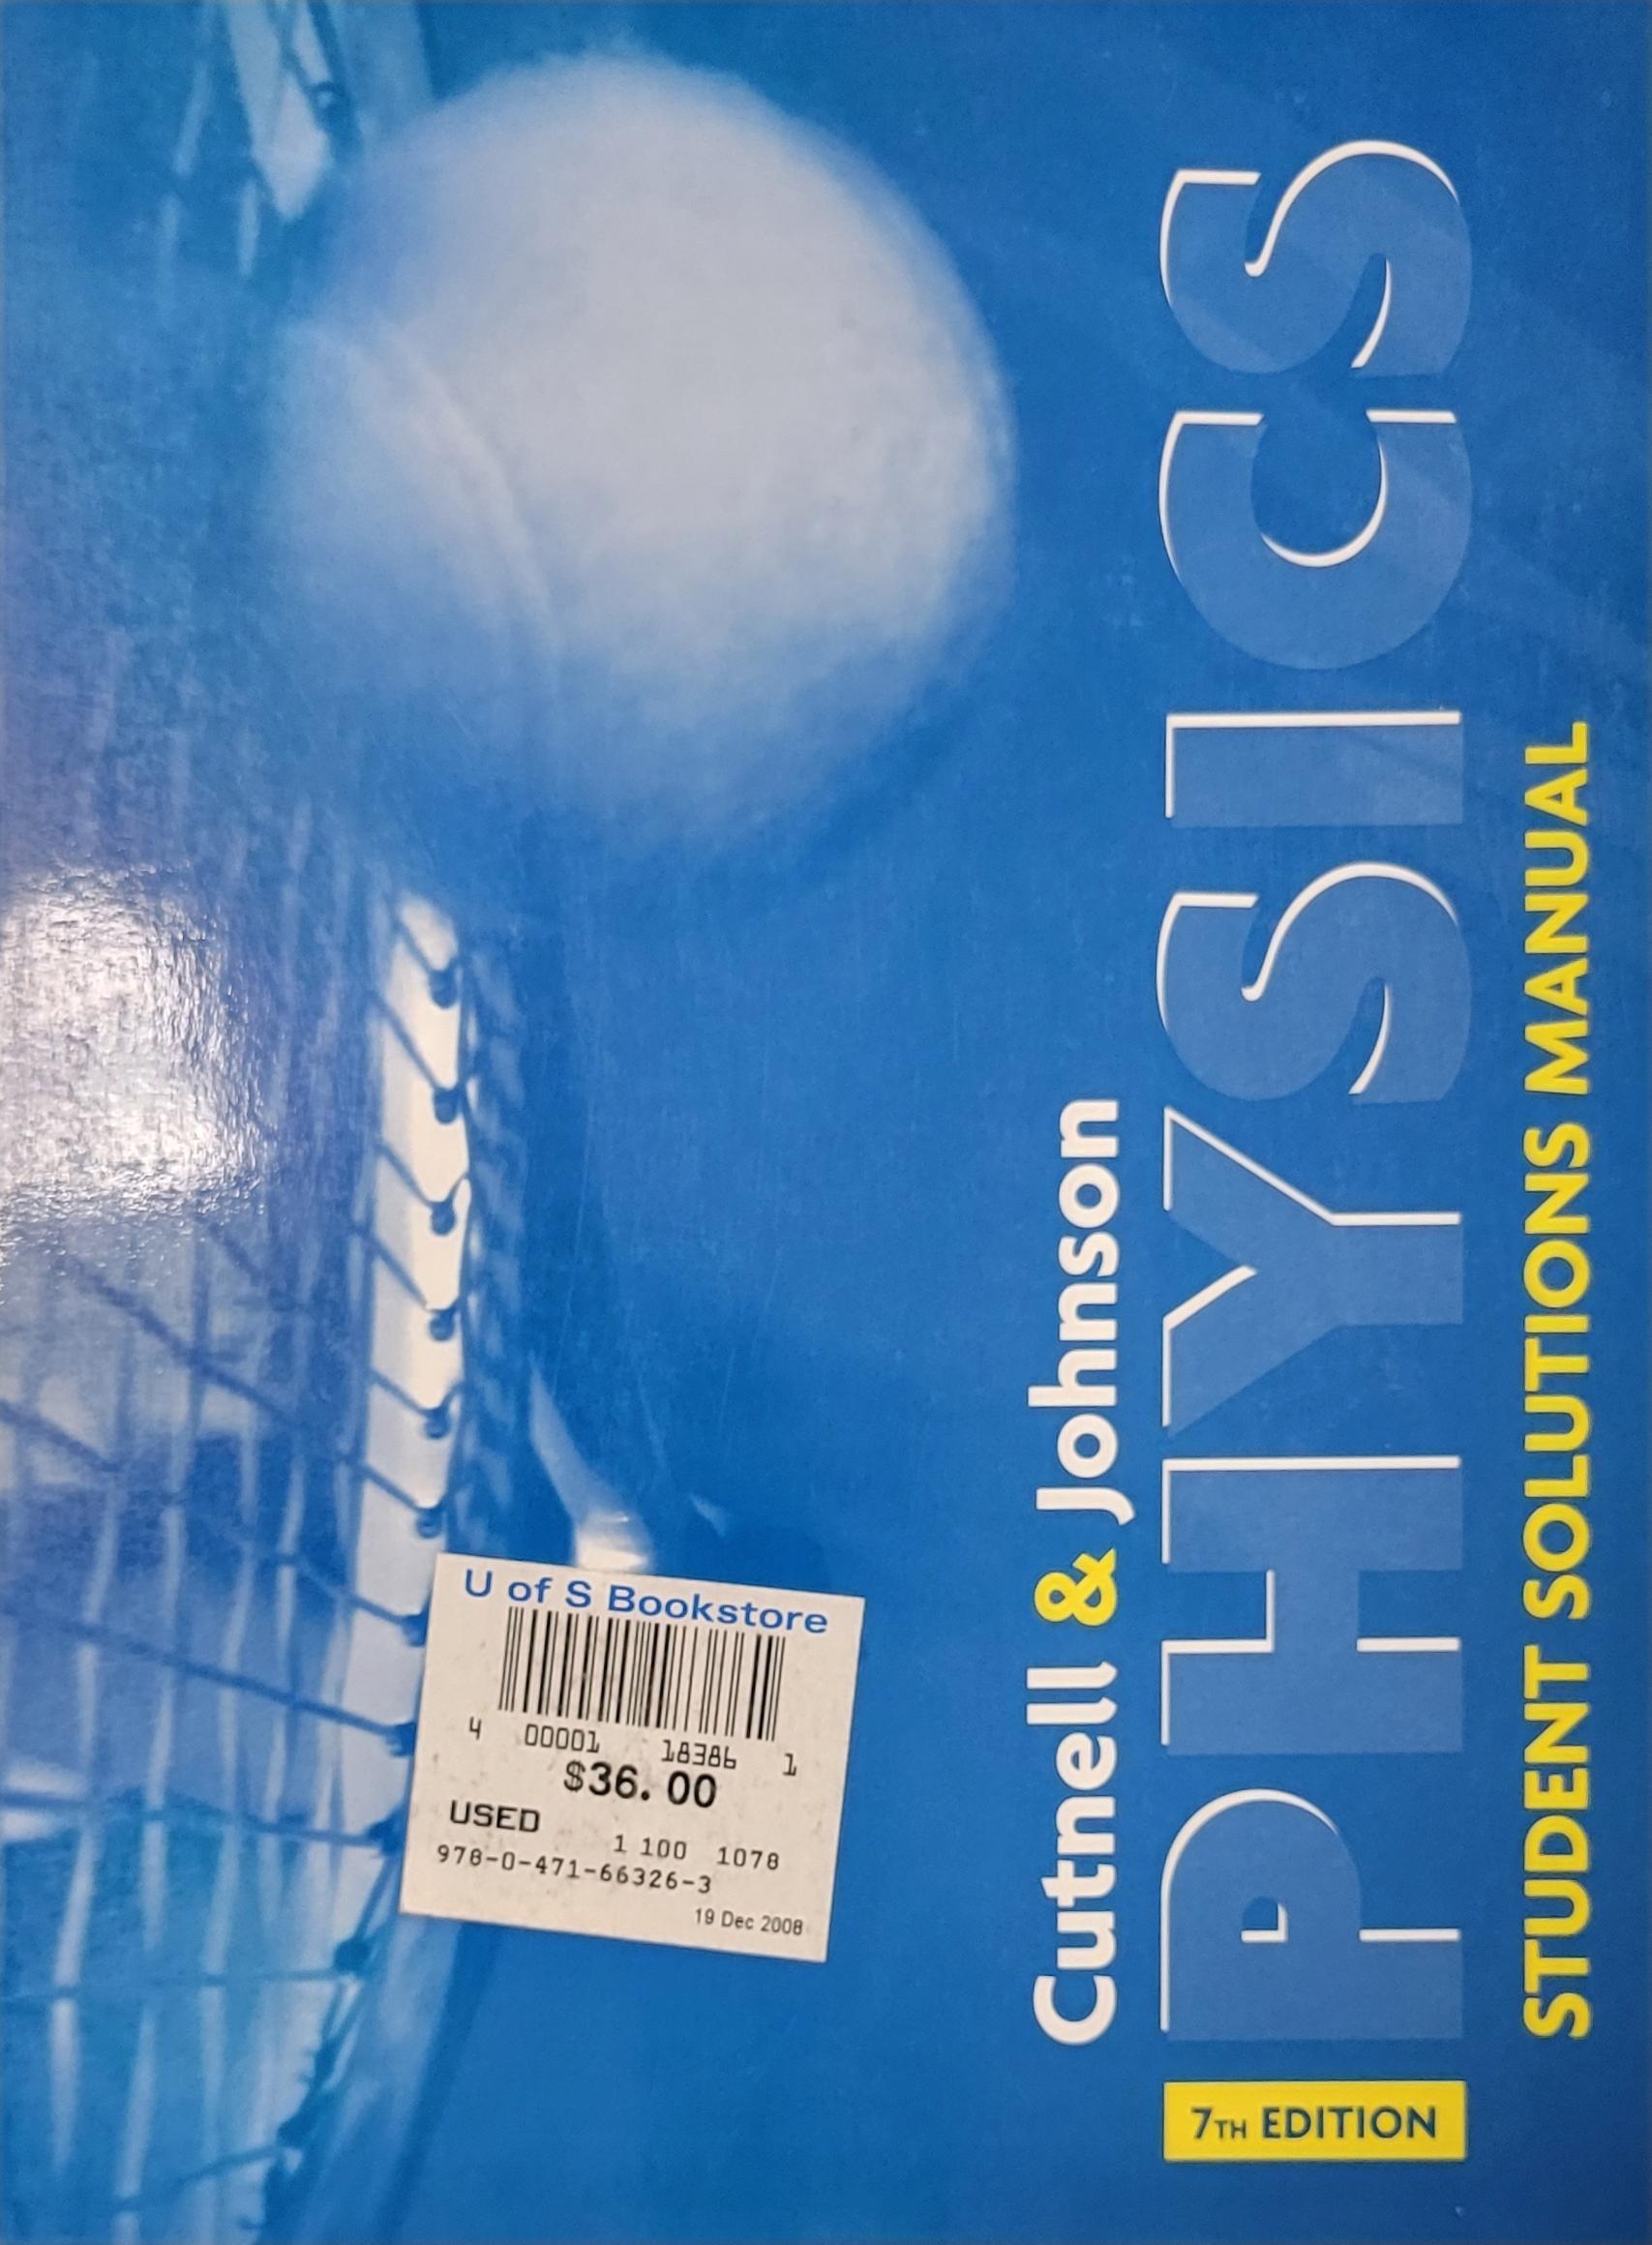 Cutnell & Johnson
PHYSICS
7TH EDITION
STUDENT SOLUTIONS MANUAL
U of S Bookstore
4 00001 18386 1
$36.00
USED
1 100 1078
978-0-471-66326-3
19 Dec 2008